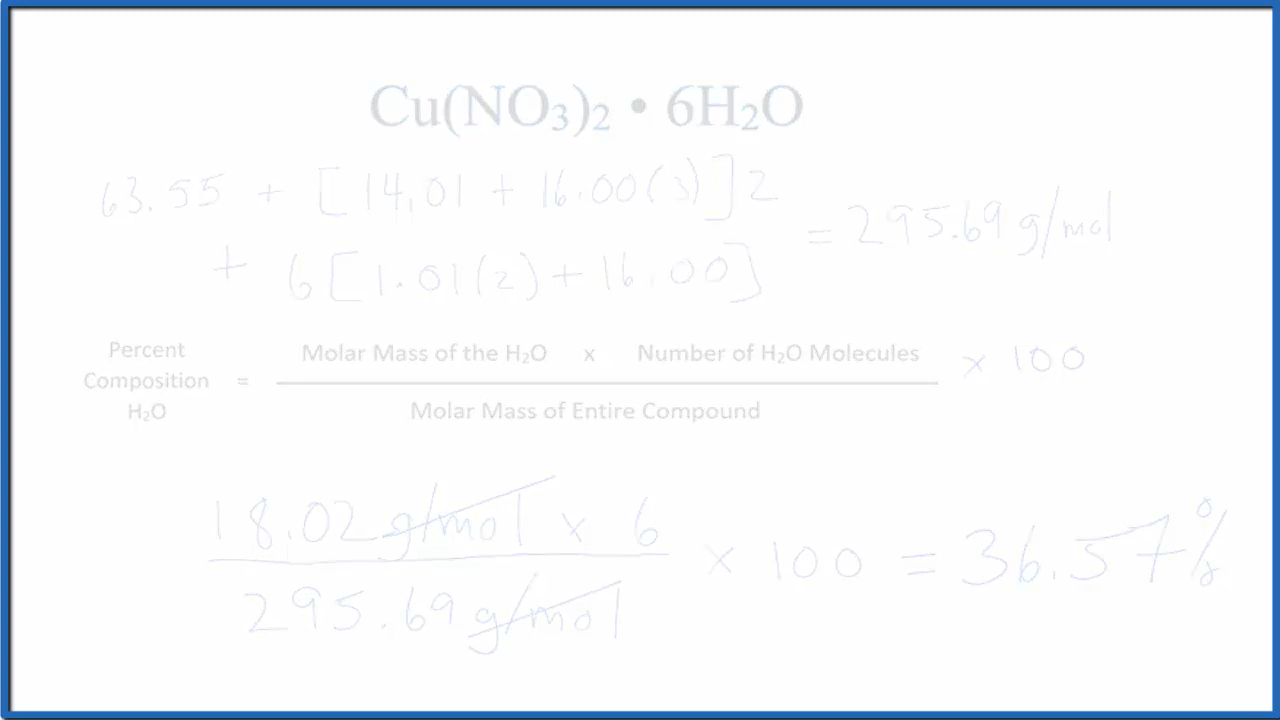 Cu(NO₃)₂ • 6H₂O
63.55 + [14.01 + 16.00(3)]2
+ 6[1.01(2) + 16.00] = 295.69 g/mol
Percent Composition H₂O = Molar Mass of the H₂O x Number of H₂O Molecules x 100
Molar Mass of Entire Compound
18.02 g/mol x 6 x 100 = 36.57%
295.69 g/mol